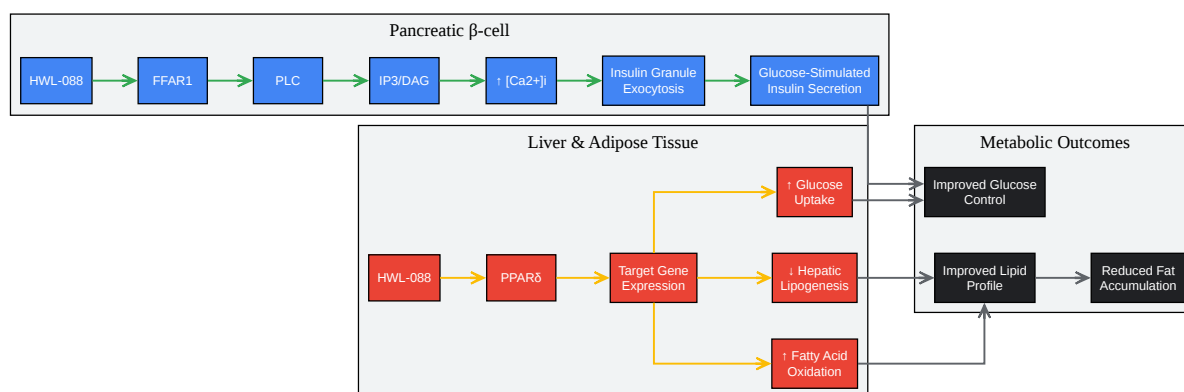 Pancreatic β-cell
HWL-088
FFAR1
PLC
IP3/DAG
↑ [Ca2+]i
Insulin Granule
Exocytosis
Glucose-Stimulated
Insulin Secretion
Liver & Adipose Tissue
HWL-088
PPARδ
Target Gene
Expression
↑ Glucose
Uptake
↓ Hepatic
Lipogenesis
↑ Fatty Acid
Oxidation
Metabolic Outcomes
Improved Glucose
Control
Improved Lipid
Profile
Reduced Fat
Accumulation